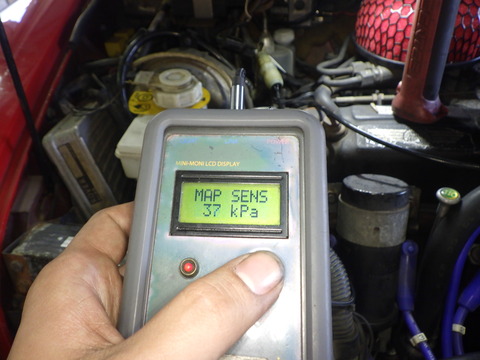 MINI-MONI LCD DISPLAY
MAP SENS
37 kPa